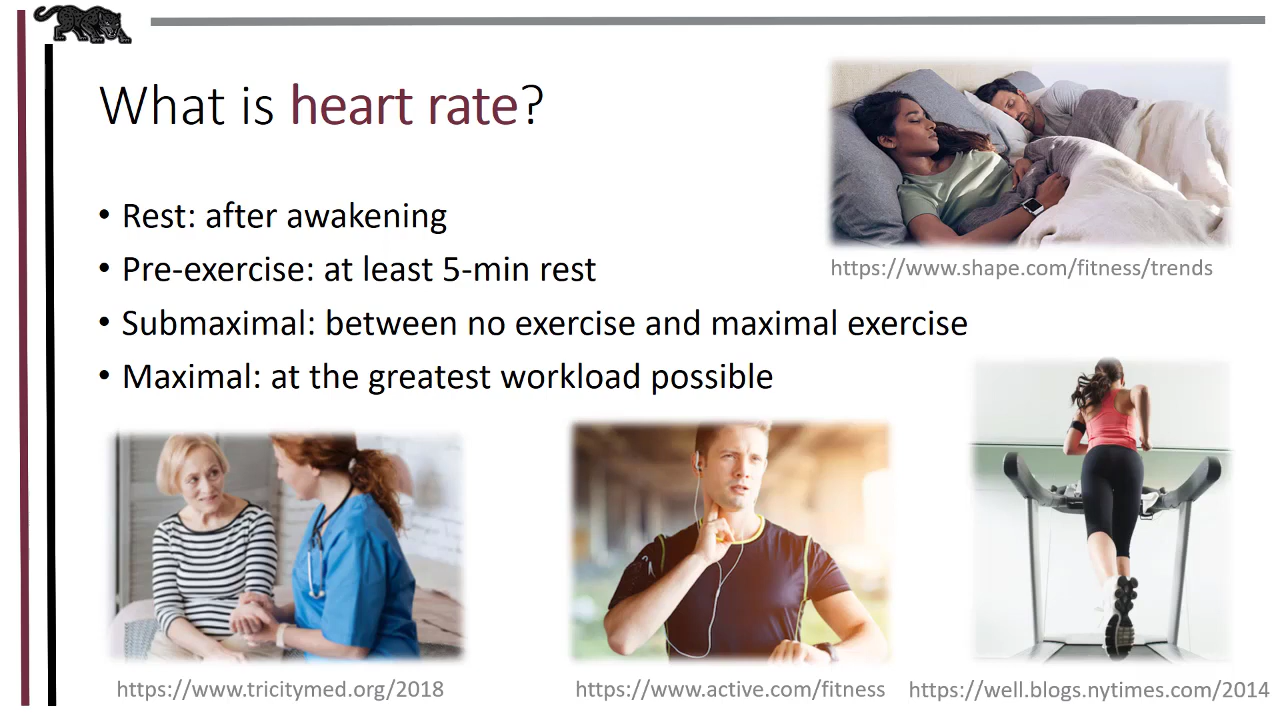 What is heart rate?
• Rest: after awakening
• Pre-exercise: at least 5-min rest
• Submaximal: between no exercise and maximal exercise
• Maximal: at the greatest workload possible
https://www.shape.com/fitness/trends
https://www.tricitymed.org/2018
https://www.active.com/fitness
https://well.blogs.nytimes.com/2014